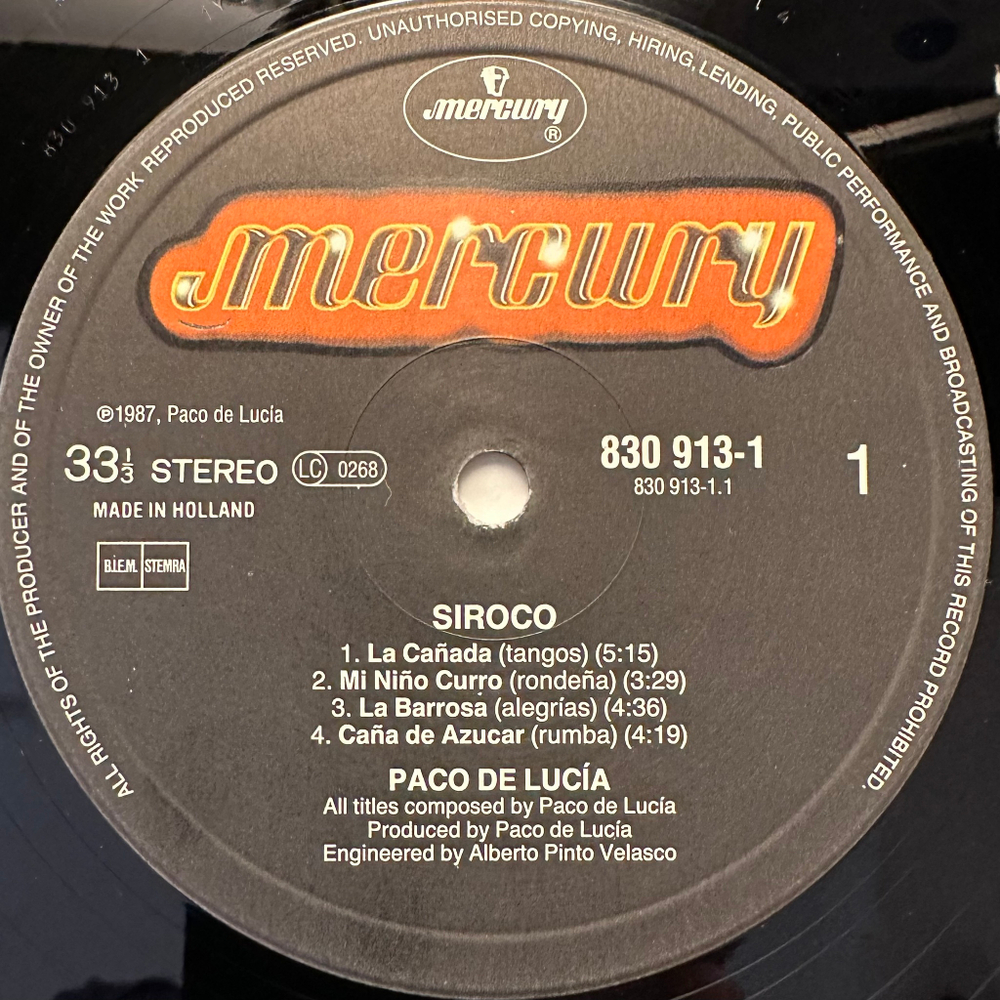 ALL RIGHTS OF THE PRODUCER AND OF THE OWNER OF THE WORK REPRODUCED RESERVED. UNAUTHORISED COPYING, HIRING, LENDING, PUBLIC PERFORMANCE AND BROADCASTING OF THIS RECORD PROHIBITED.
830 913 1
mercury
®
mercury
℗1987, Paco de Lucía
33⅓ STEREO LC 0268
MADE IN HOLLAND
B.I.E.M. STEMRA
830 913-1
830 913-1.1
1
SIROCO
1. La Cañada (tangos) (5:15)
2. Mi Niño Curro (rondeña) (3:29)
3. La Barrosa (alegrías) (4:36)
4. Caña de Azucar (rumba) (4:19)
PACO DE LUCÍA
All titles composed by Paco de Lucía
Produced by Paco de Lucía
Engineered by Alberto Pinto Velasco